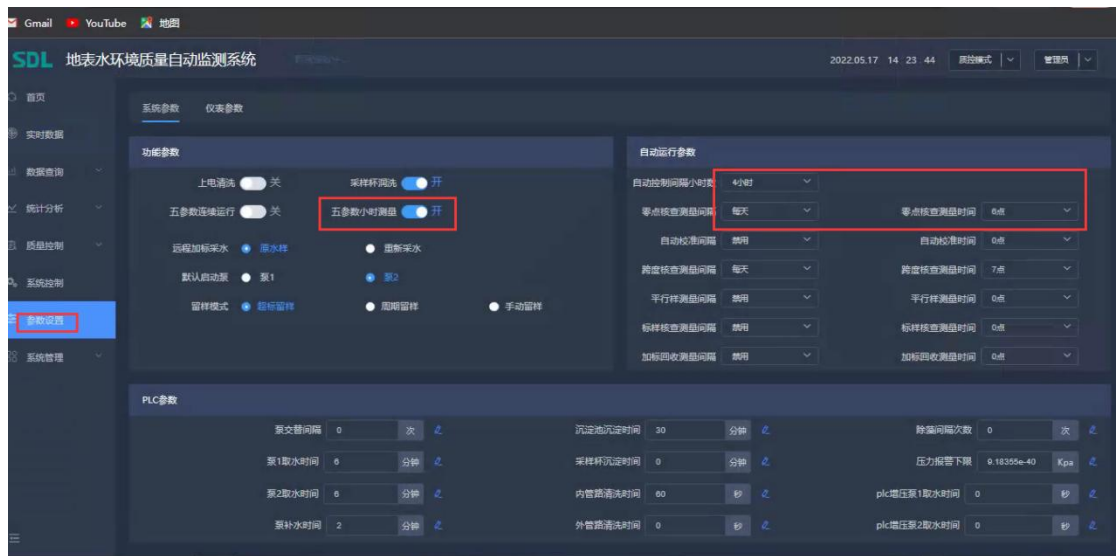 Gmail YouTube 地图
SDL 地表水环境质量自动监测系统 2022.05.17 14 23 44 质控模式 管理员
首页
系统参数 仪表参数
实时数据
功能参数 自动运行参数
数据查询
上电清洗 关 采样杯润洗 开 自动控制间隔小时数 4小时
统计分析
五参数连续运行 关 五参数小时测量 开 零点核查测量间隔 每天 零点核查测量时间 0点
质量控制
远程加标采水 原水样 重新采水 自动校准间隔 禁用 自动校准时间 0点
系统控制
默认启动泵 泵1 泵2 跨度核查测量间隔 每天 跨度核查测量时间 7点
留样模式 超标留样 周期留样 手动留样 平行样测量间隔 禁用 平行样测量时间 0点
参数设置
标样核查测量间隔 禁用 标样核查测量时间 0点
系统管理
加标回收测量间隔 禁用 加标回收测量时间 0点
PLC参数
泵交替间隔 0 次 沉淀池沉淀时间 30 分钟 除藻间隔次数 0 次
泵1取水时间 6 分钟 采样杯沉淀时间 0 分钟 压力报警下限 9.18355e-40 Kpa
泵2取水时间 6 分钟 内管路清洗时间 60 秒 plc增压泵1取水时间 0 秒
泵补水时间 2 分钟 外管路清洗时间 0 秒 plc增压泵2取水时间 0 秒